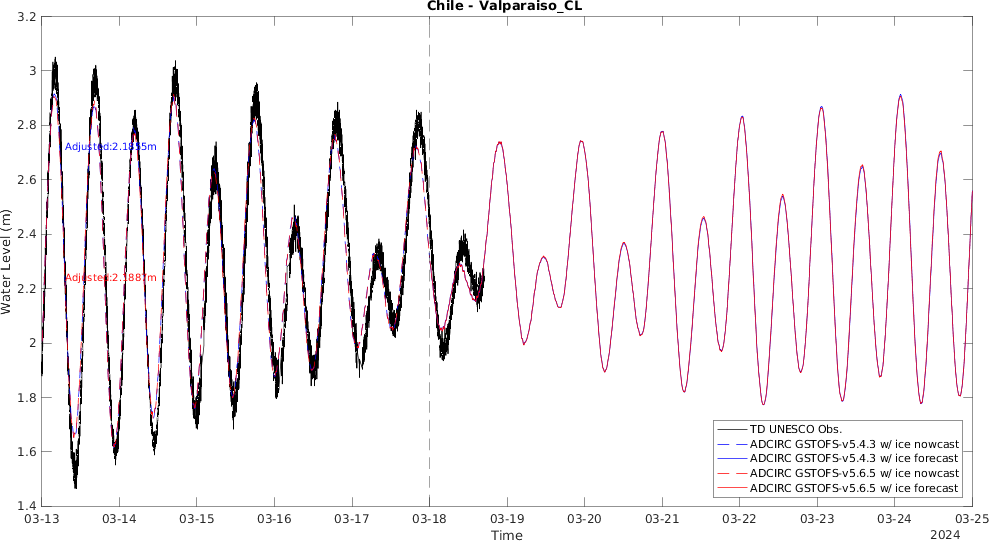 Chile - Valparaiso_CL
3.2
3
2.8
2.6
2.4
2.2
2
1.8
1.6
1.4
Water Level (m)
Adjusted:2.1855m
Adjusted:2.1887m
TD UNESCO Obs.
ADCIRC GSTOFS-v5.4.3 w/ ice nowcast
ADCIRC GSTOFS-v5.4.3 w/ ice forecast
ADCIRC GSTOFS-v5.6.5 w/ ice nowcast
ADCIRC GSTOFS-v5.6.5 w/ ice forecast
03-13 03-14 03-15 03-16 03-17 03-18 03-19 03-20 03-21 03-22 03-23 03-24 03-25
Time
2024